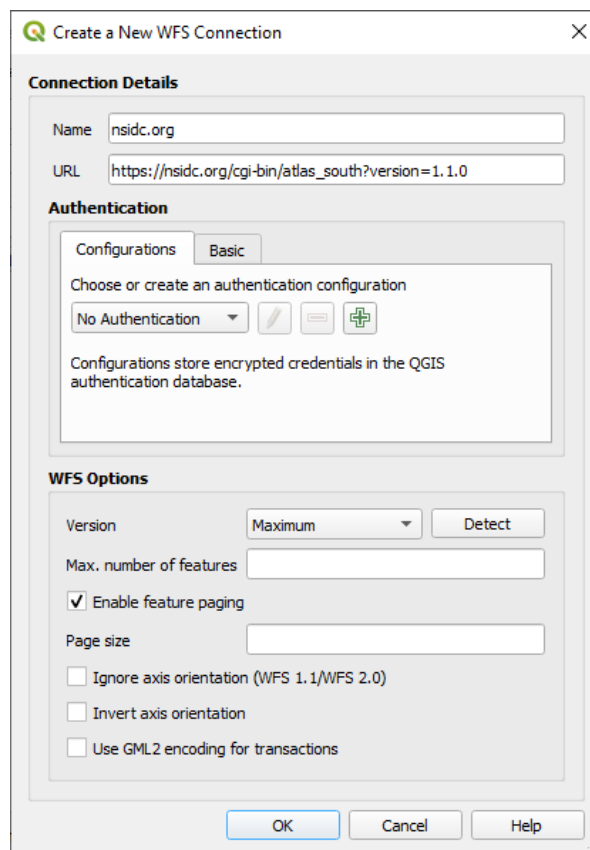 Create a New WFS Connection
Connection Details
Name nsidc.org
URL https://nsidc.org/cgi-bin/atlas_south?version=1.1.0
Authentication
Configurations Basic
Choose or create an authentication configuration
No Authentication
Configurations store encrypted credentials in the QGIS
authentication database.
WFS Options
Version Maximum Detect
Max. number of features
Enable feature paging
Page size
Ignore axis orientation (WFS 1.1/WFS 2.0)
Invert axis orientation
Use GML2 encoding for transactions
OK Cancel Help